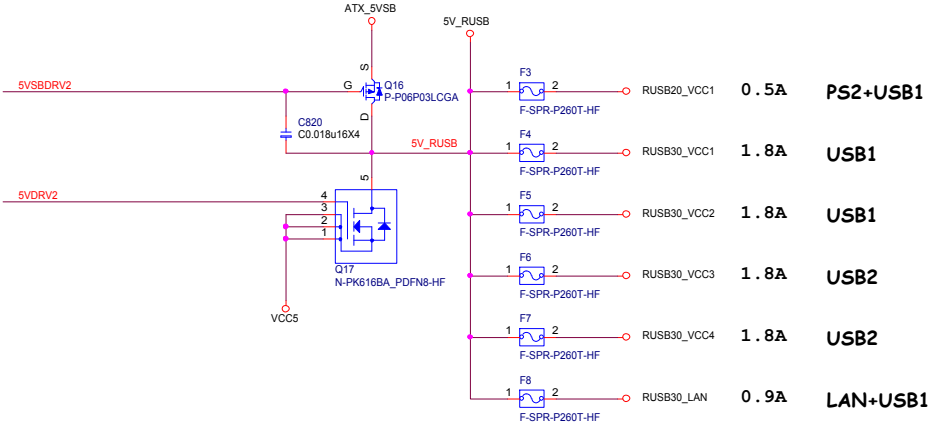 ATX_5VSB
5V_RUSB
5VSBDRV2
G
S
D
Q16
P-P06P03LCGA
C820
C0.018u16X4
5V_RUSB
5VDRV2
5
4
3
2
1
Q17
N-PK616BA_PDFN8-HF
VCC5
F3
1 2
F-SPR-P260T-HF
RUSB20_VCC1 0.5A PS2+USB1
F4
1 2
F-SPR-P260T-HF
RUSB30_VCC1 1.8A USB1
F5
1 2
F-SPR-P260T-HF
RUSB30_VCC2 1.8A USB1
F6
1 2
F-SPR-P260T-HF
RUSB30_VCC3 1.8A USB2
F7
1 2
F-SPR-P260T-HF
RUSB30_VCC4 1.8A USB2
F8
1 2
F-SPR-P260T-HF
RUSB30_LAN 0.9A LAN+USB1